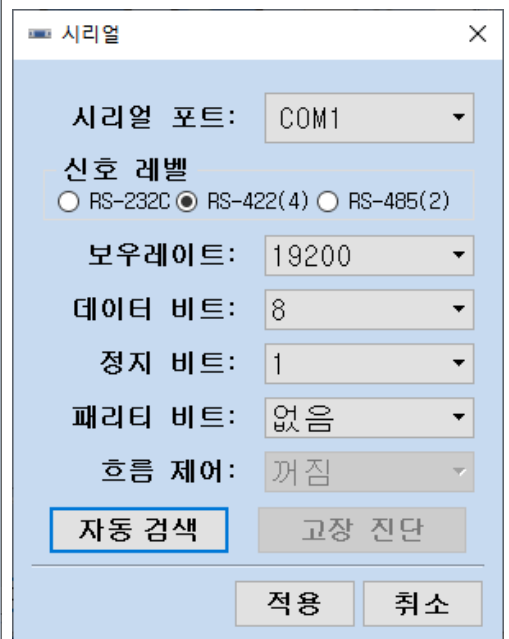 시리얼
시리얼 포트: COM1
신호 레벨
RS-232C RS-422(4) RS-485(2)
보우레이트: 19200
데이터 비트: 8
정지 비트: 1
패리티 비트: 없음
흐름 제어: 꺼짐
자동 검색 고장 진단
적용 취소